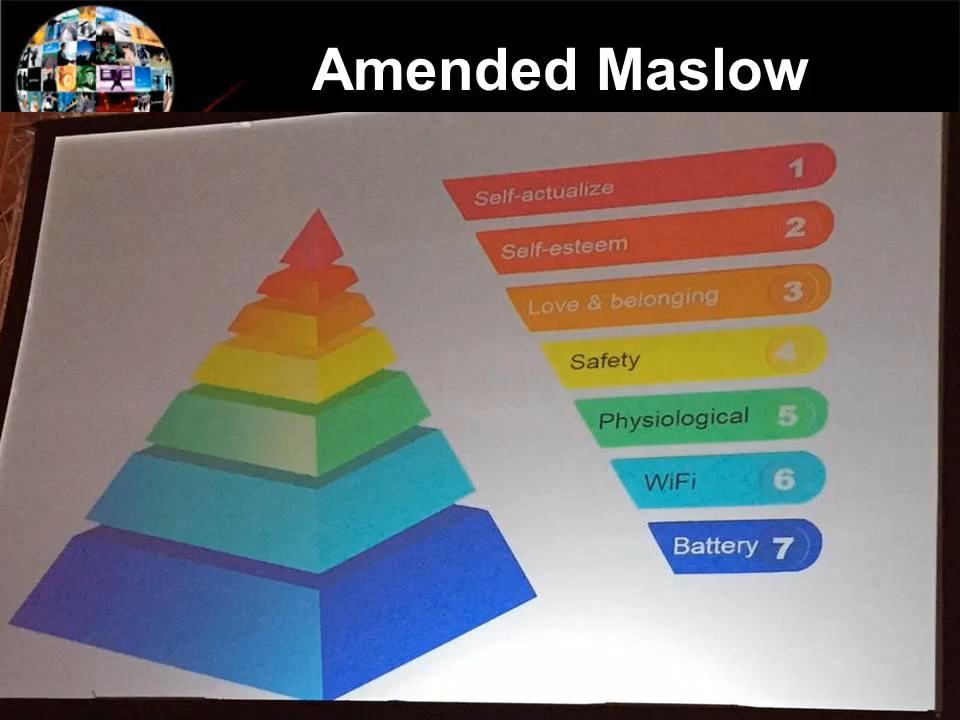 Amended Maslow
Self-actualize 1
Self-esteem 2
Love & belonging 3
Safety 4
Physiological 5
WiFi 6
Battery 7